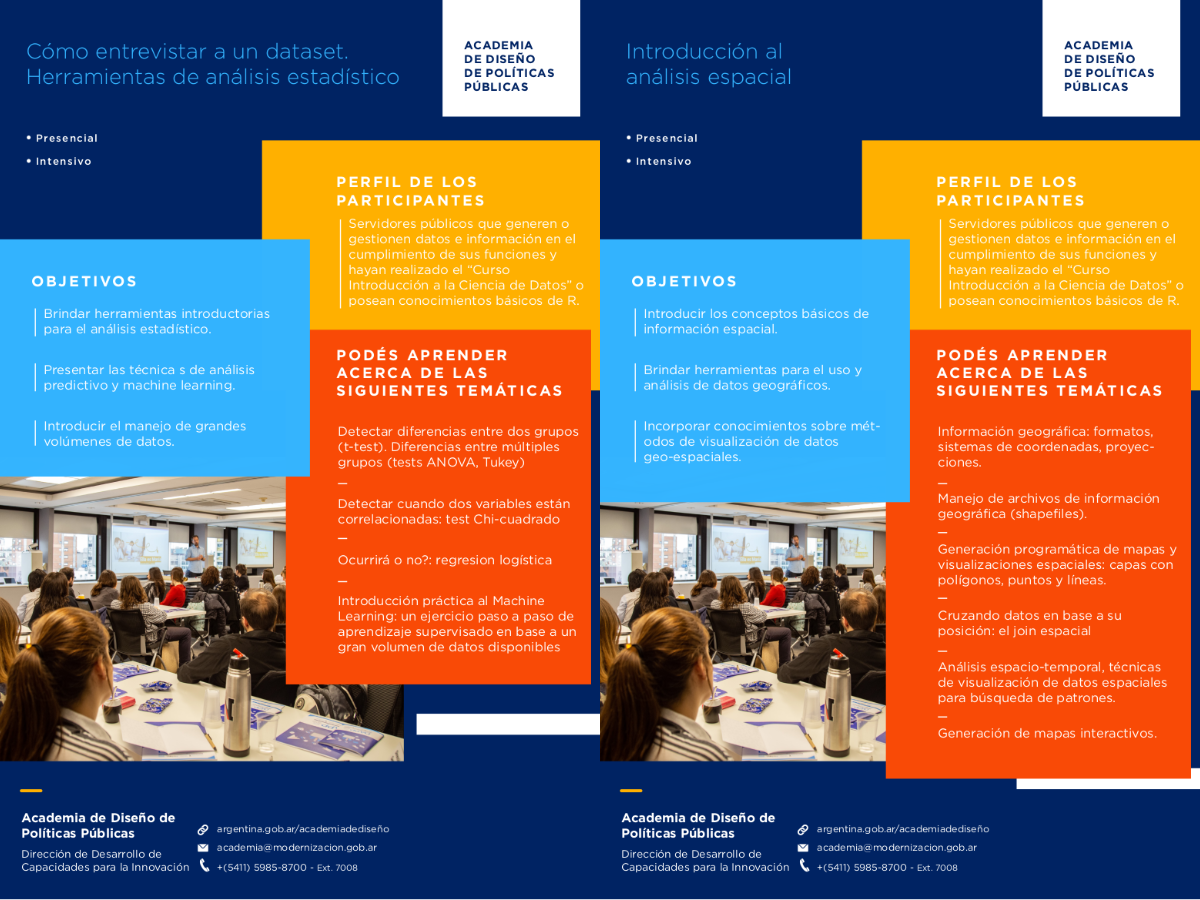 Cómo entrevistar a un dataset.
Herramientas de análisis estadístico
ACADEMIA
DE DISEÑO
DE POLÍTICAS
PÚBLICAS
• Presencial
• Intensivo
PERFIL DE LOS
PARTICIPANTES
Servidores públicos que generen o
gestionen datos e información en el
cumplimiento de sus funciones y
hayan realizado el “Curso
Introducción a la Ciencia de Datos” o
posean conocimientos básicos de R.
OBJETIVOS
Brindar herramientas introductorias
para el análisis estadístico.
Presentar las técnica s de análisis
predictivo y machine learning.
Introducir el manejo de grandes
volúmenes de datos.
PODÉS APRENDER
ACERCA DE LAS
SIGUIENTES TEMÁTICAS
Detectar diferencias entre dos grupos
(t-test). Diferencias entre múltiples
grupos (tests ANOVA, Tukey)
—
Detectar cuando dos variables están
correlacionadas: test Chi-cuadrado
—
Ocurrirá o no?: regresion logística
—
Introducción práctica al Machine
Learning: un ejercicio paso a paso de
aprendizaje supervisado en base a un
gran volumen de datos disponibles
Academia de Diseño de
Políticas Públicas
Dirección de Desarrollo de
Capacidades para la Innovación
argentina.gob.ar/academiadediseño
academia@modernizacion.gob.ar
+(5411) 5985-8700 - Ext. 7008
Introducción al
análisis espacial
ACADEMIA
DE DISEÑO
DE POLÍTICAS
PÚBLICAS
• Presencial
• Intensivo
PERFIL DE LOS
PARTICIPANTES
Servidores públicos que generen o
gestionen datos e información en el
cumplimiento de sus funciones y
hayan realizado el “Curso
Introducción a la Ciencia de Datos” o
posean conocimientos básicos de R.
OBJETIVOS
Introducir los conceptos básicos de
información espacial.
Brindar herramientas para el uso y
análisis de datos geográficos.
Incorporar conocimientos sobre mét-
odos de visualización de datos
geo-espaciales.
PODÉS APRENDER
ACERCA DE LAS
SIGUIENTES TEMÁTICAS
Información geográfica: formatos,
sistemas de coordenadas, proyec-
ciones.
—
Manejo de archivos de información
geográfica (shapefiles).
—
Generación programática de mapas y
visualizaciones espaciales: capas con
polígonos, puntos y líneas.
—
Cruzando datos en base a su
posición: el join espacial
—
Análisis espacio-temporal, técnicas
de visualización de datos espaciales
para búsqueda de patrones.
—
Generación de mapas interactivos.
Academia de Diseño de
Políticas Públicas
Dirección de Desarrollo de
Capacidades para la Innovación
argentina.gob.ar/academiadediseño
academia@modernizacion.gob.ar
+(5411) 5985-8700 - Ext. 7008